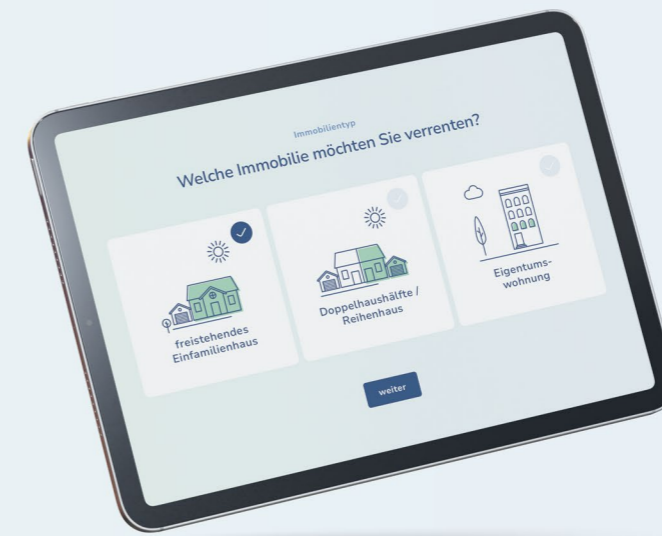 Immobilientyp
Welche Immobilie möchten Sie verrenten?
freistehendes
Einfamilienhaus
Doppelhaushälfte /
Reihenhaus
Eigentums-
wohnung
weiter